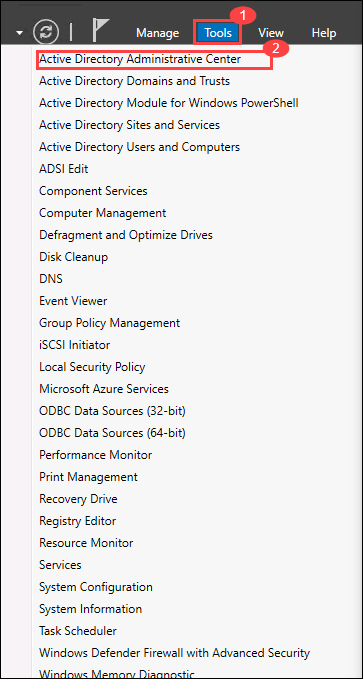 1
Manage Tools View Help
2
Active Directory Administrative Center
Active Directory Domains and Trusts
Active Directory Module for Windows PowerShell
Active Directory Sites and Services
Active Directory Users and Computers
ADSI Edit
Component Services
Computer Management
Defragment and Optimize Drives
Disk Cleanup
DNS
Event Viewer
Group Policy Management
iSCSI Initiator
Local Security Policy
Microsoft Azure Services
ODBC Data Sources (32-bit)
ODBC Data Sources (64-bit)
Performance Monitor
Print Management
Recovery Drive
Registry Editor
Resource Monitor
Services
System Configuration
System Information
Task Scheduler
Windows Defender Firewall with Advanced Security
Windows Memory Diagnostic